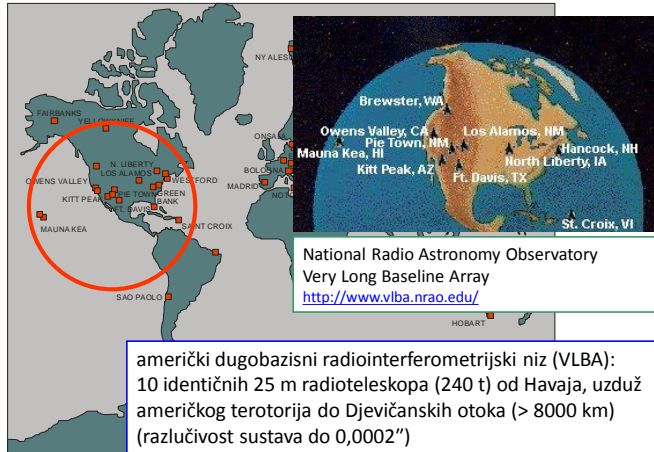 NY ALES
FAIRBANKS
YELLOWKNIFE
ONSALA
N. LIBERTY
LOS ALAMOS
WESTFORD
OWENS VALLEY
BOLOGNA
MADRID
PIE TOWN
GREEN
KITT PEAK
BANK
FT. DAVIS
NOT
MAUNA KEA
SAINT CROIX
SAO PAOLO
HOBART
Brewster, WA
Owens Valley, CA
Los Alamos, NM
Pie Town, NM
Hancock, NH
Mauna Kea, HI
North Liberty, IA
Kitt Peak, AZ
Ft. Davis, TX
St. Croix, VI
National Radio Astronomy Observatory
Very Long Baseline Array
http://www.vlba.nrao.edu/
američki dugobazisni radiointerferometrijski niz (VLBA):
10 identičnih 25 m radioteleskopa (240 t) od Havaja, uzduž
američkog terotorija do Djevičanskih otoka (> 8000 km)
(razlučivost sustava do 0,0002”)